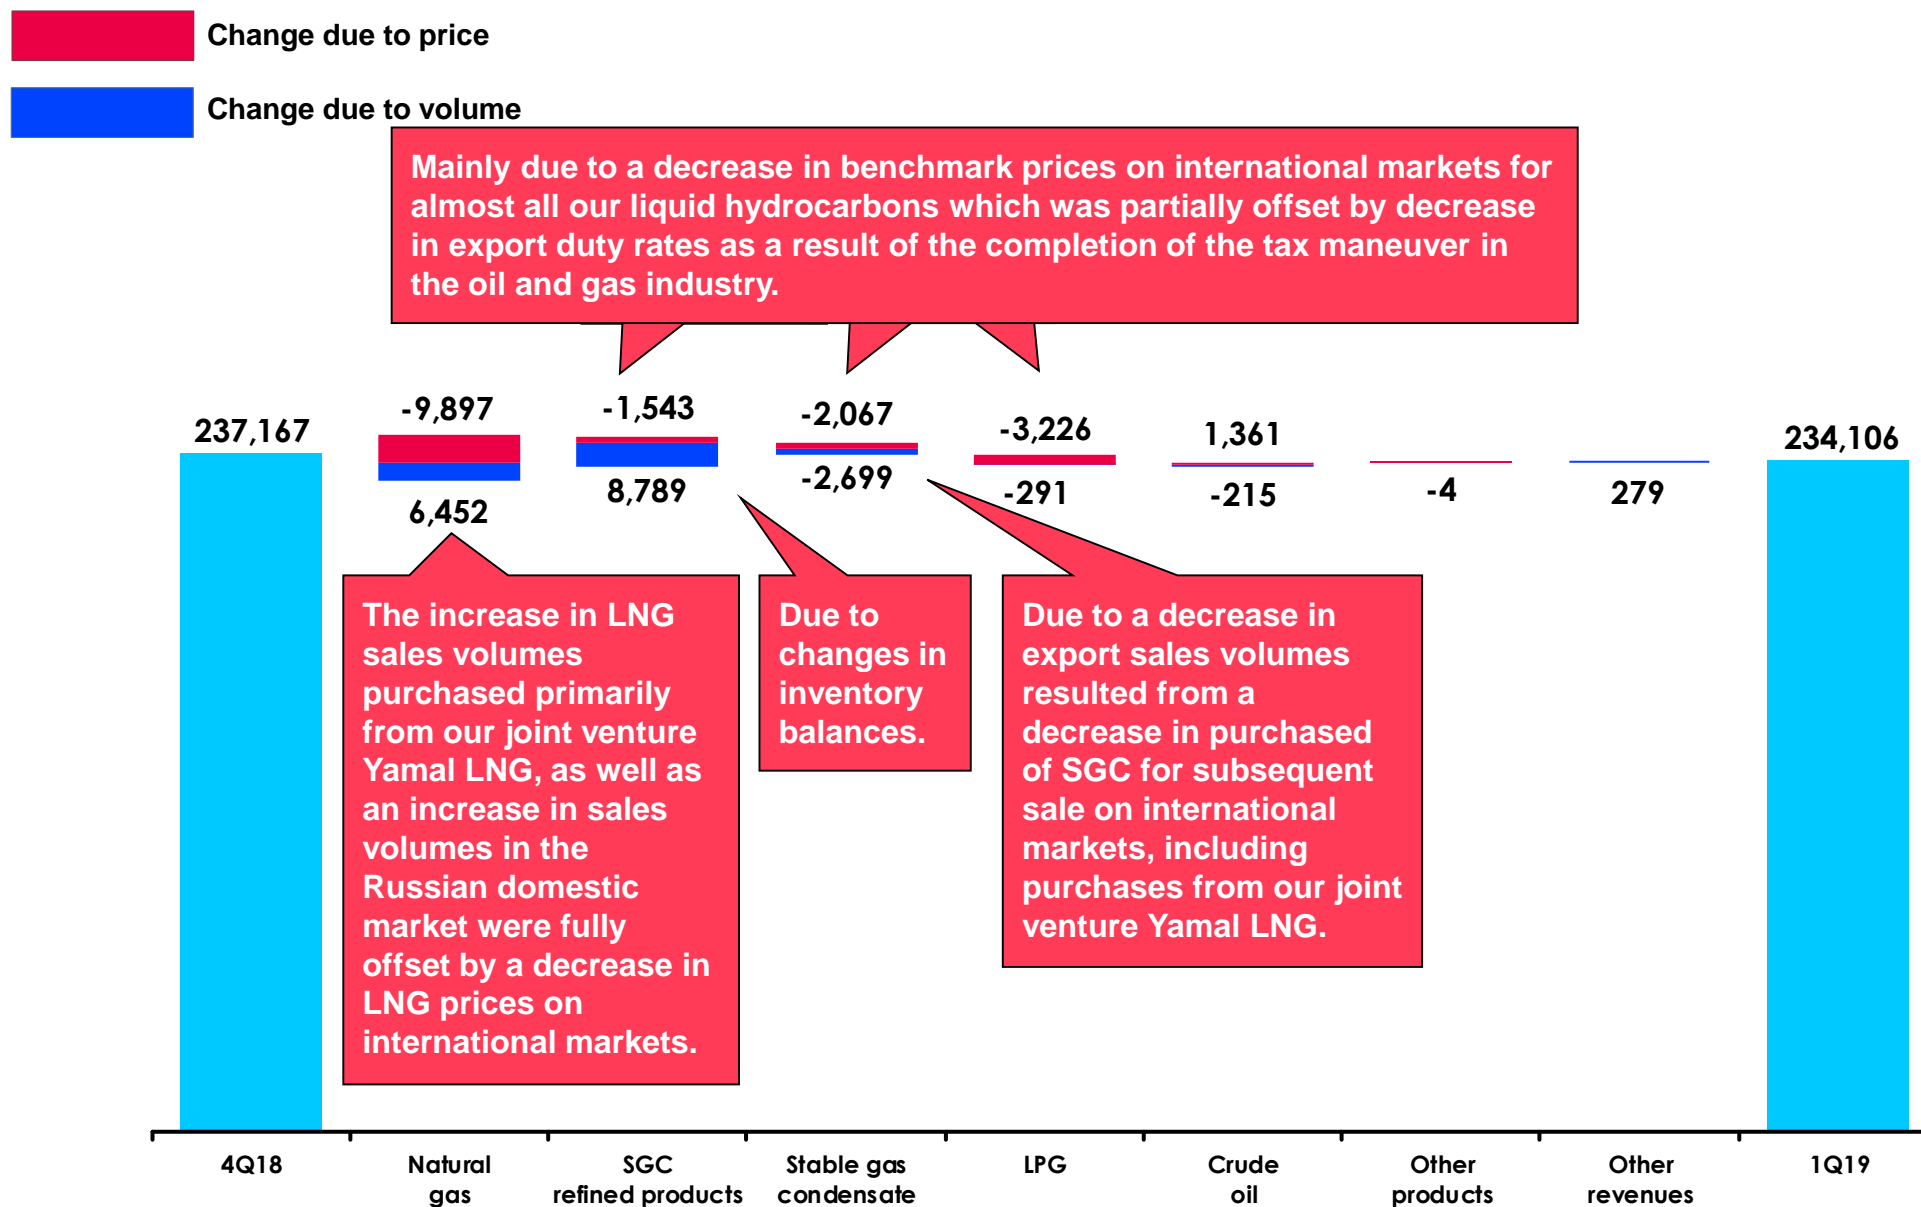 Change due to price
Change due to volume
Mainly due to a decrease in benchmark prices on international markets for
almost all our liquid hydrocarbons which was partially offset by decrease
in export duty rates as a result of the completion of the tax maneuver in
the oil and gas industry.
237,167
-9,897
6,452
-1,543
8,789
-2,067
-2,699
-3,226
-291
1,361
-215
-4
279
234,106
The increase in LNG
sales volumes
purchased primarily
from our joint venture
Yamal LNG, as well as
an increase in sales
volumes in the
Russian domestic
market were fully
offset by a decrease in
LNG prices on
international markets.
Due to
changes in
inventory
balances.
Due to a decrease in
export sales volumes
resulted from a
decrease in purchased
of SGC for subsequent
sale on international
markets, including
purchases from our joint
venture Yamal LNG.
4Q18
Natural
gas
SGC
refined products
Stable gas
condensate
LPG
Crude
oil
Other
products
Other
revenues
1Q19